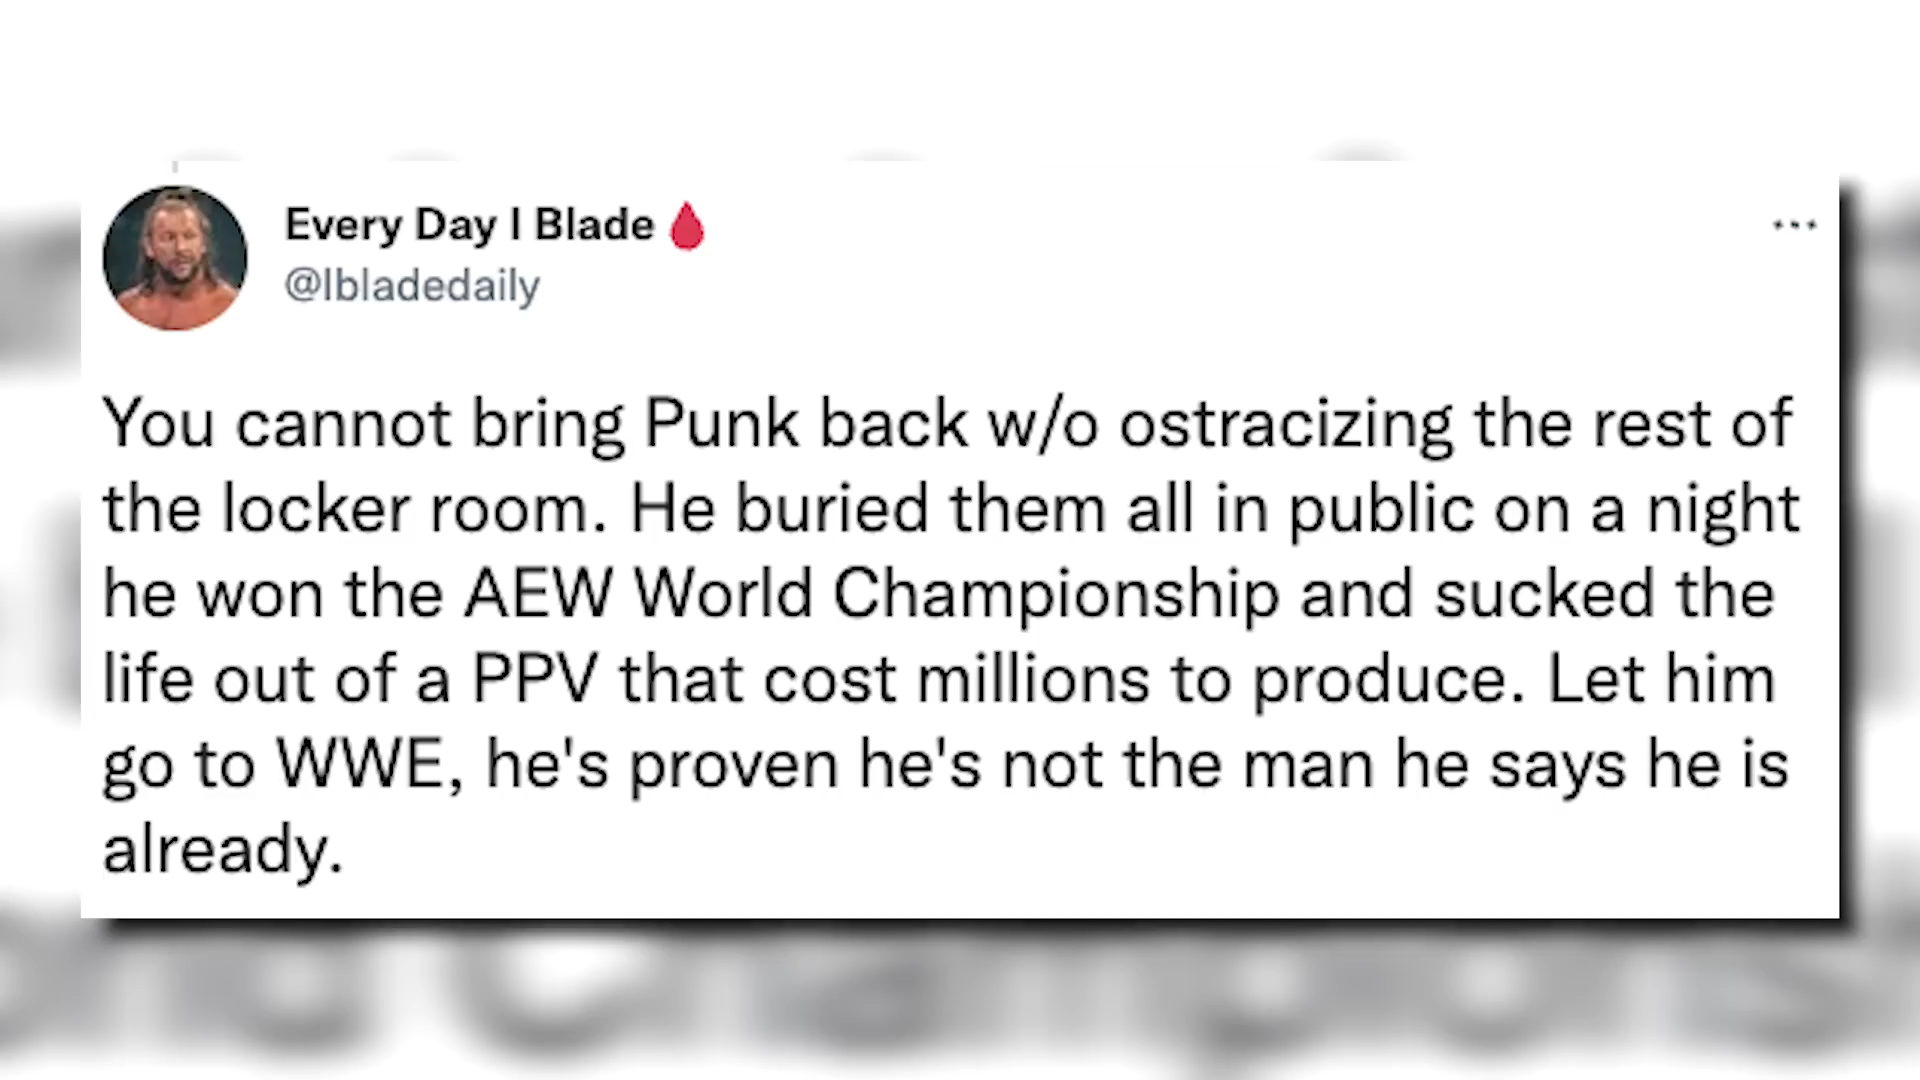 Every Day I Blade🩸
@Ibladedaily
You cannot bring Punk back w/o ostracizing the rest of
the locker room. He buried them all in public on a night
he won the AEW World Championship and sucked the
life out of a PPV that cost millions to produce. Let him
go to WWE, he's proven he's not the man he says he is
already.